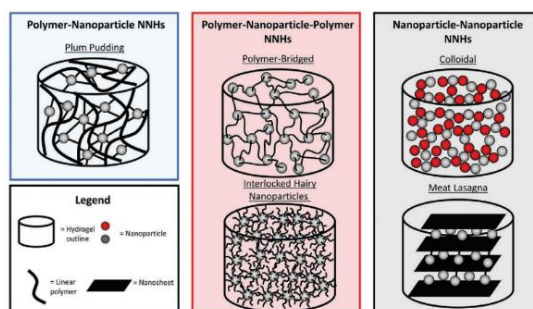 Polymer-Nanoparticle NNHs
Plum Pudding
Legend
= Hydrogel
outline
= Nanoparticle
= Linear
polymer
= Nanosheet
Polymer-Nanoparticle-Polymer
NNHs
Polymer-Bridged
Interlocked Hairy
Nanoparticles
Nanoparticle-Nanoparticle
NNHs
Colloidal
Meat Lasagna